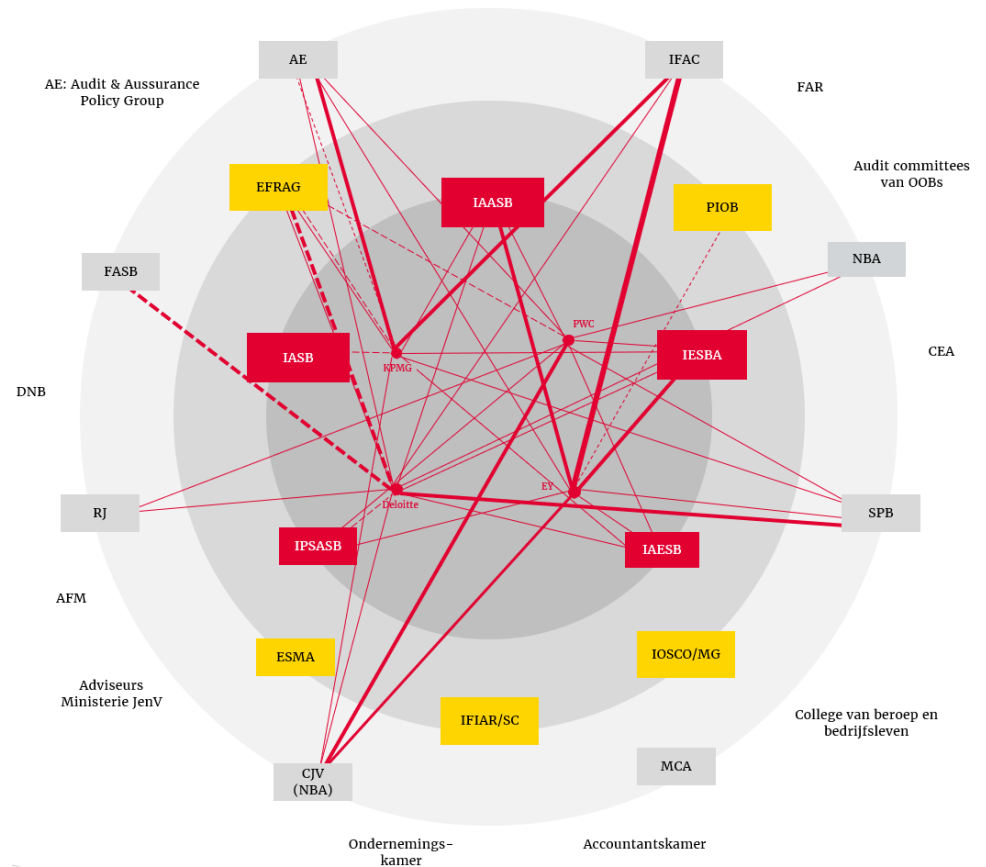 AE
IFAC
AE: Audit & Aussurance
Policy Group
FAR
Audit committees
van OOBs
EFRAG
IAASB
PIOB
NBA
FASB
PWC
IASB
IESBA
CEA
KPMG
DNB
EY
Deloitte
RJ
SPB
IPSASB
IAESB
AFM
ESMA
IOSCO/MG
Adviseurs
Ministerie JenV
IFIAR/SC
College van beroep en
bedrijfsleven
MCA
CJV
(NBA)
Ondernemings-
kamer
Accountantskamer